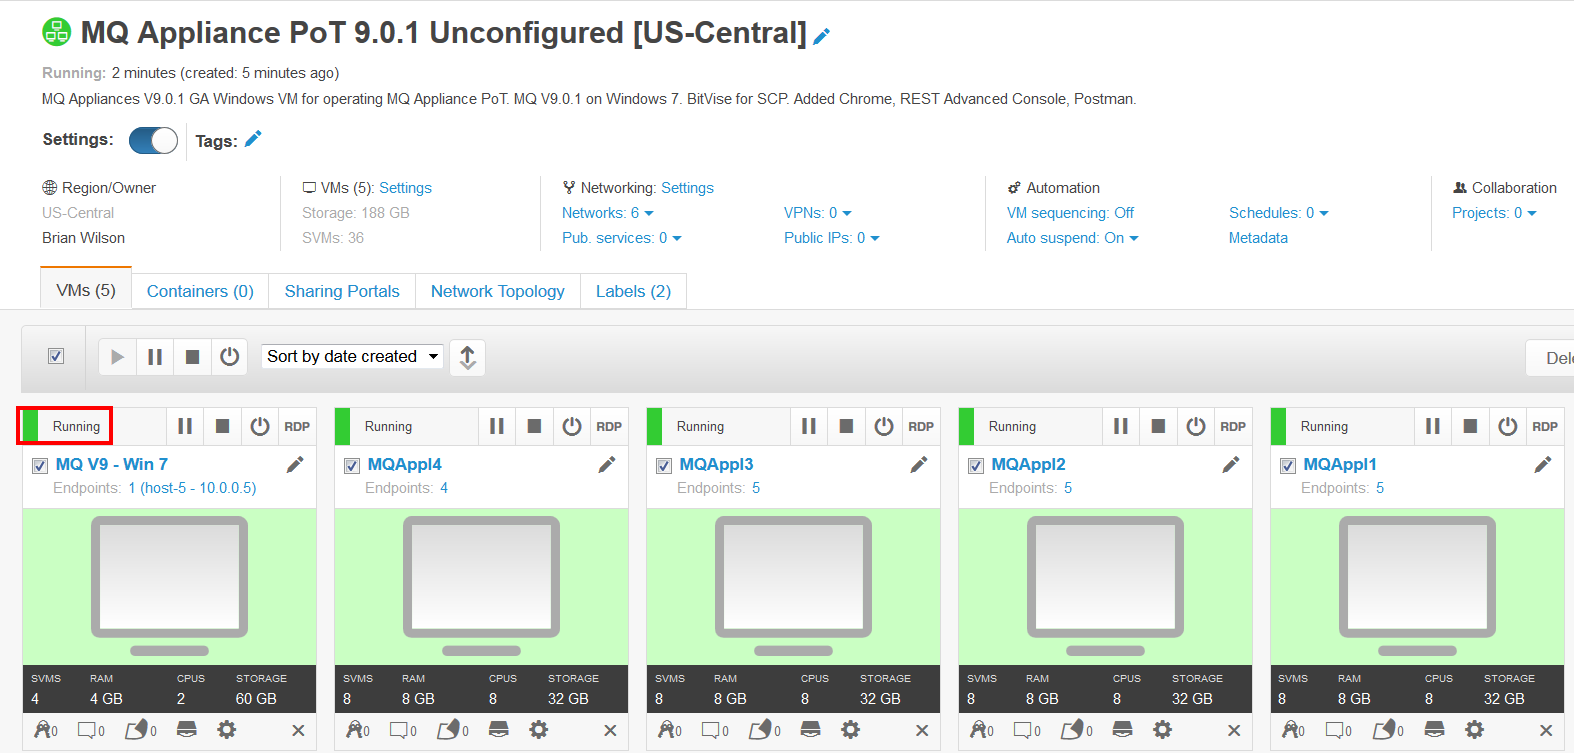 MQ Appliance PoT 9.0.1 Unconfigured [US-Central]
Running: 2 minutes (created: 5 minutes ago)
MQ Appliances V9.0.1 GA Windows VM for operating MQ Appliance PoT. MQ V9.0.1 on Windows 7. BitVise for SCP. Added Chrome, REST Advanced Console, Postman.
Settings: Tags:
Region/Owner VMs (5): Settings Networking: Settings Automation Collaboration
US-Central Storage: 188 GB Networks: 6 VPNs: 0 VM sequencing: Off Schedules: 0 Projects: 0
Brian Wilson SVMs: 36 Pub. services: 0 Public IPs: 0 Auto suspend: On Metadata
VMs (5) Containers (0) Sharing Portals Network Topology Labels (2)
Sort by date created Dele
Running RDP Running RDP Running RDP Running RDP Running RDP
MQ V9 - Win 7 MQAppl4 MQAppl3 MQAppl2 MQAppl1
Endpoints: 1 (host-5 - 10.0.0.5) Endpoints: 4 Endpoints: 5 Endpoints: 5 Endpoints: 5
SVMS RAM CPUS STORAGE SVMS RAM CPUS STORAGE SVMS RAM CPUS STORAGE SVMS RAM CPUS STORAGE SVMS RAM CPUS STORAGE
4 4 GB 2 60 GB 8 8 GB 8 32 GB 8 8 GB 8 32 GB 8 8 GB 8 32 GB 8 8 GB 8 32 GB
0 0 0 0 0 0 0 0 0 0 0 0 0 0 0